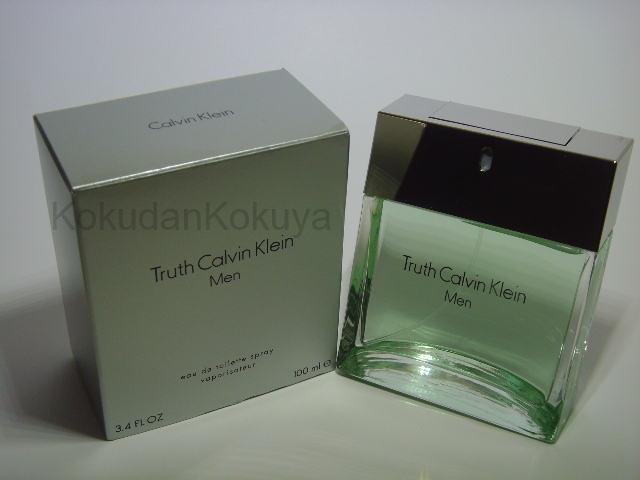 Calvin Klein
KokudanKokuya
Truth Calvin Klein
Men
eau de toilette spray
vaporisateur
100 ml e
3.4 FL OZ
Truth Calvin Klein
Men